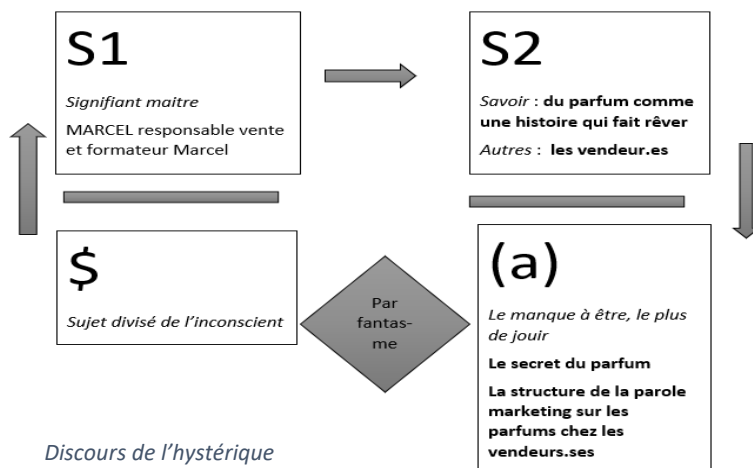 S1
Signifiant maitre
MARCEL responsable vente
et formateur Marcel
S2
Savoir : du parfum comme
une histoire qui fait rêver
Autres : les vendeur.es
$
Sujet divisé de l’inconscient
Par
fantas-
me
(a)
Le manque à être, le plus
de jouir
Le secret du parfum
La structure de la parole
marketing sur les
parfums chez les
vendeurs.ses
Discours de l’hystérique